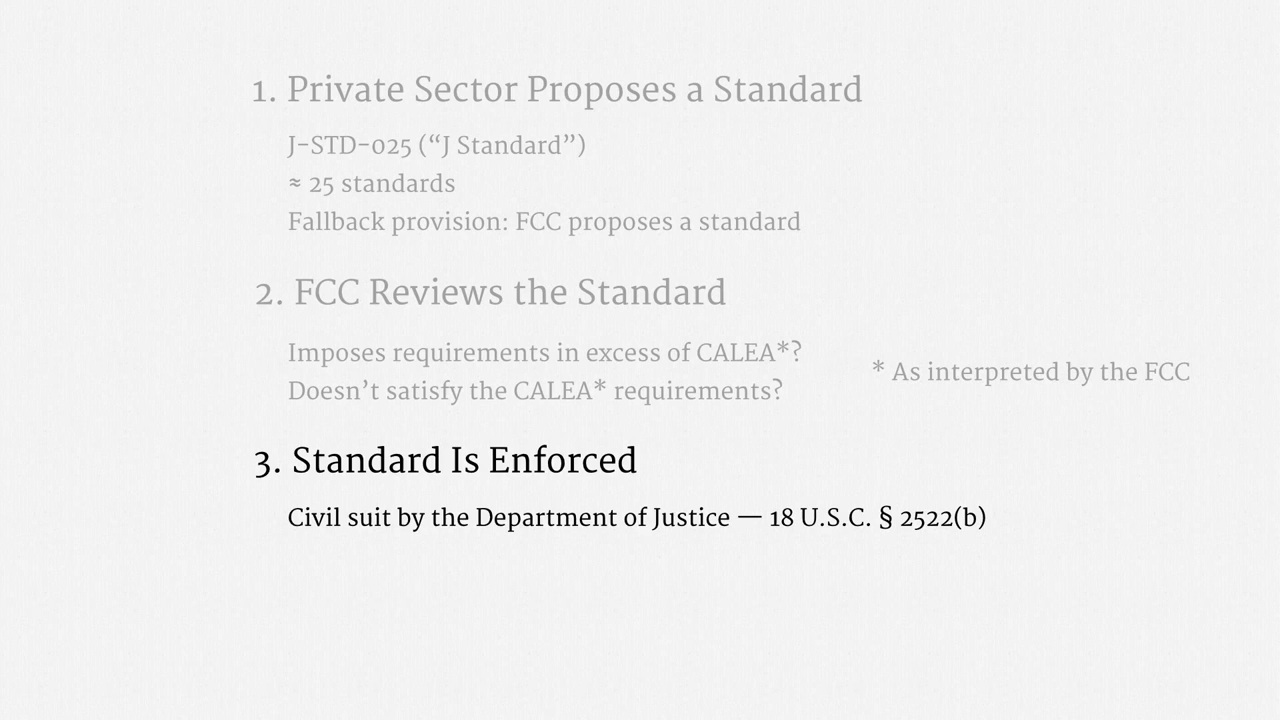 1. Private Sector Proposes a Standard
J-STD-025 (“J Standard”)
≈ 25 standards
Fallback provision: FCC proposes a standard
2. FCC Reviews the Standard
Imposes requirements in excess of CALEA*?
* As interpreted by the FCC
Doesn’t satisfy the CALEA* requirements?
3. Standard Is Enforced
Civil suit by the Department of Justice — 18 U.S.C. § 2522(b)